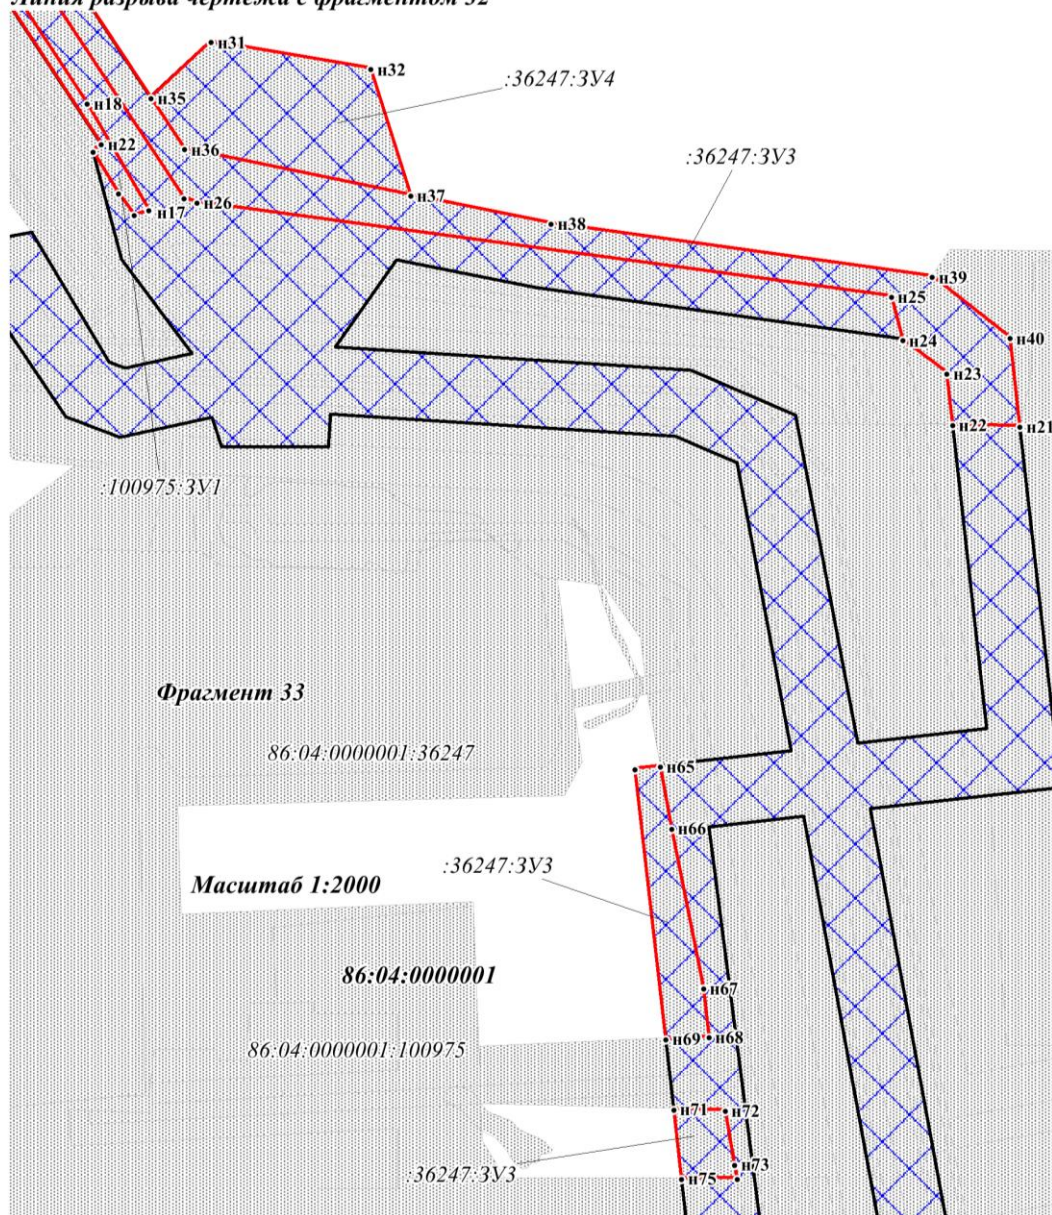 Линия разрыва чертежа с фрагментом 32
н31
н32
:36247:ЗУ4
н35
н18
н22
н36
:36247:ЗУ3
н37
н17
н26
н38
н39
н25
н24
н40
н23
н22
н21
:100975:ЗУ1
Фрагмент 33
86:04:0000001:36247
н65
н66
:36247:ЗУ3
Масштаб 1:2000
86:04:0000001
н67
н69
н68
86:04:0000001:100975
н71
н72
н73
:36247:ЗУ3
н75